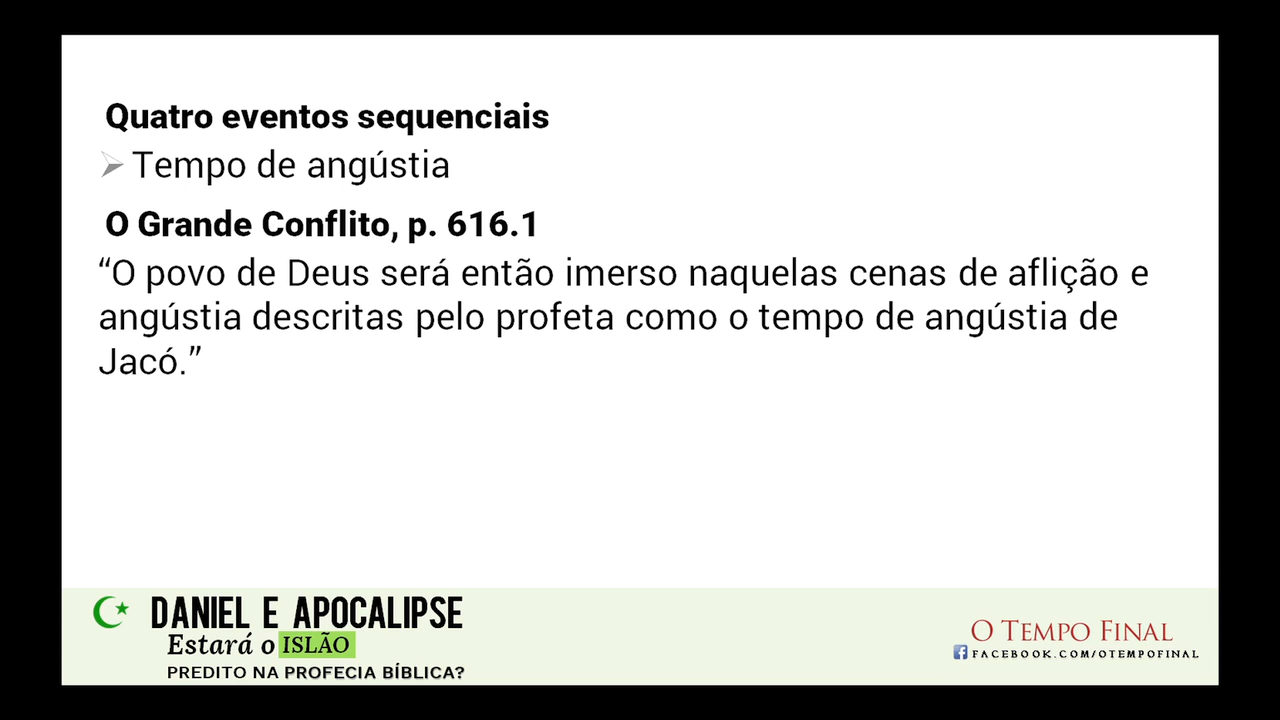 Quatro eventos sequenciais
Tempo de angústia
O Grande Conflito, p. 616.1
“O povo de Deus será então imerso naquelas cenas de aflição e
angústia descritas pelo profeta como o tempo de angústia de
Jacó.”
DANIEL E APOCALIPSE
Estará o ISLÃO
PREDITO NA PROFECIA BÍBLICA?
O TEMPO FINAL
FACEBOOK.COM/OTEMPOFINAL